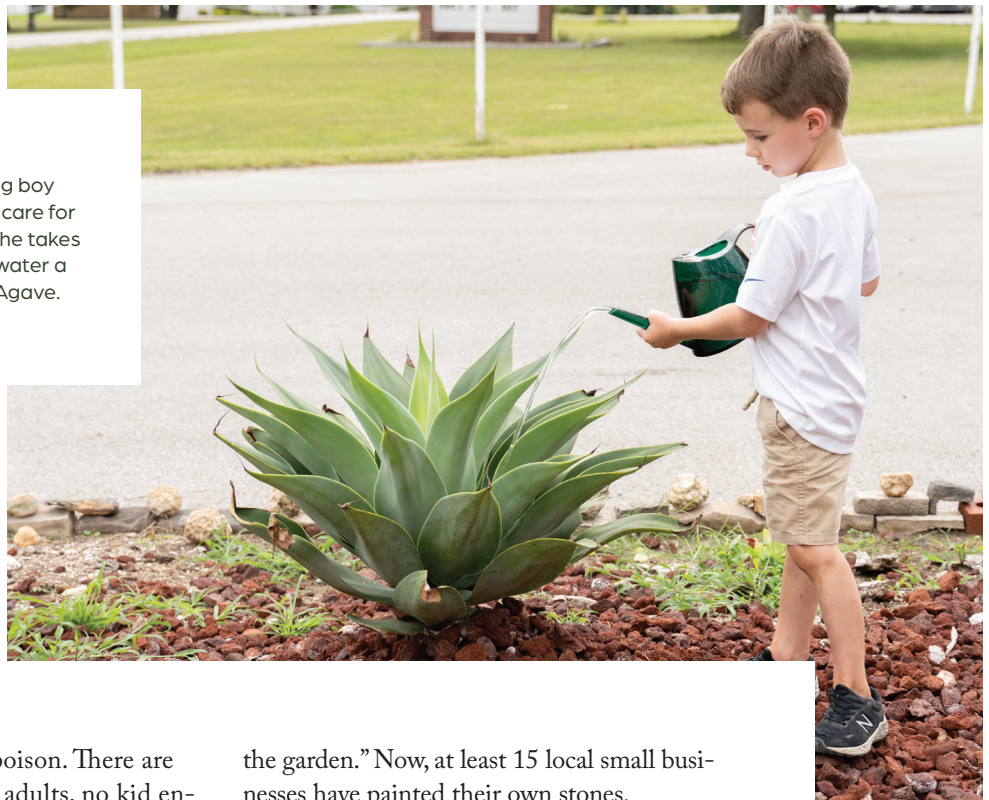 g boy
care for
he takes
water a
Agave.
poison. There are
adults, no kid en-
the garden.” Now, at least 15 local small busi-
nesses have painted their own stones.
N